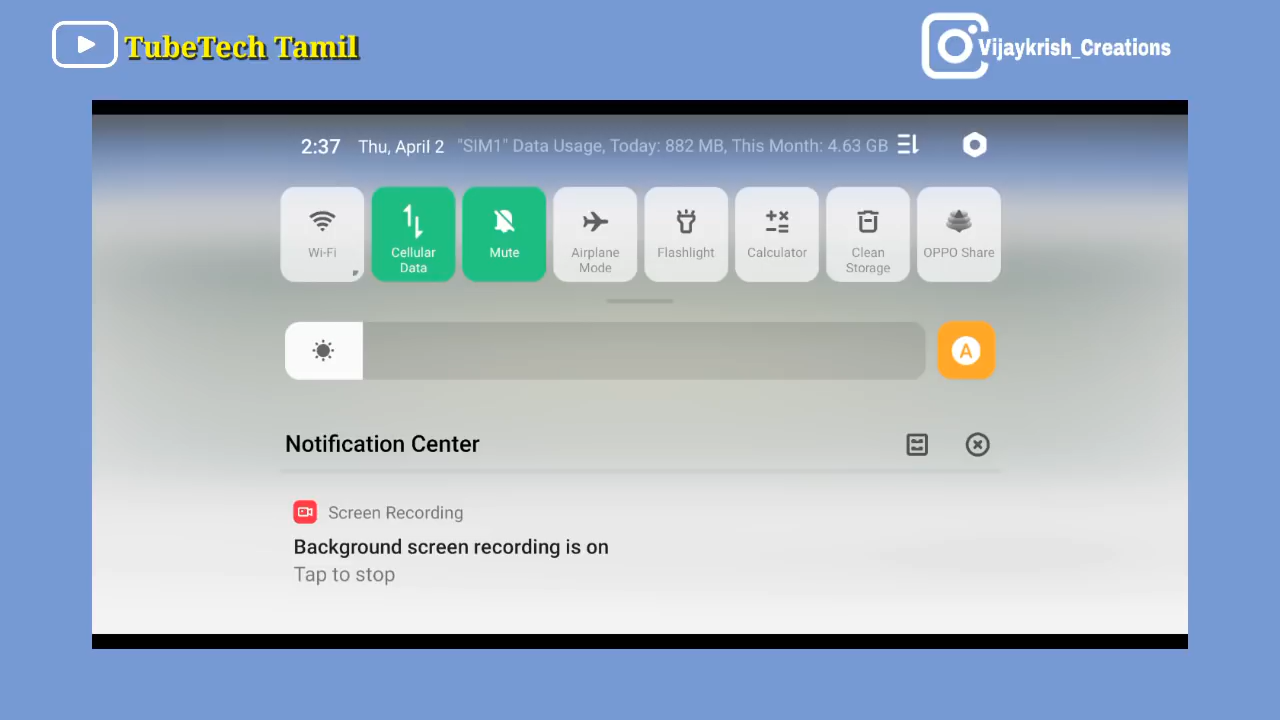 TubeTech Tamil
Vijaykrish_Creations
2:37 Thu, April 2 "SIM1" Data Usage, Today: 882 MB, This Month: 4.63 GB
Wi-Fi
Cellular
Data
Mute
Airplane
Mode
Flashlight
Calculator
Clean
Storage
OPPO Share
A
Notification Center
Screen Recording
Background screen recording is on
Tap to stop